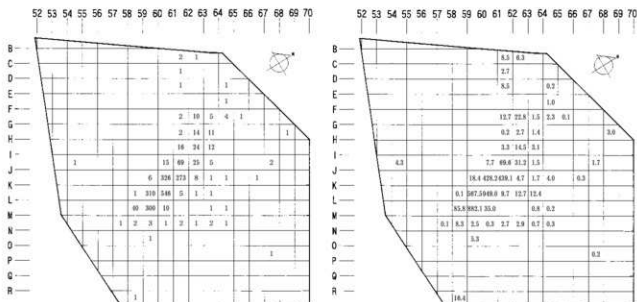 52 53 54 55 56 57 58 59 60 61 62 63 64 65 66 67 68 69 70
B
2 1
C
1
D
1 1
E
1
F
2 10 5 4 1
G
2 14 11 1
H
16 24 12
I
1 15 69 25 5 2
J
6 326 273 8 1 1 1
K
1 310 546 5 1 1
L
40 300 10 1 1
M
1 2 3 1 2 1 2 1
N
1
O
1
P
Q
R
1
52 53 54 55 56 57 58 59 60 61 62 63 64 65 66 67 68 69 70
B
8.5 6.3
C
2.7
D
8.5 0.2
E
1.0
F
12.7 22.8 1.5 2.3 0.1
G
0.2 2.7 1.4 3.0
H
3.3 14.5 3.1
I
4.3 7.7 69.6 31.2 1.5 1.7
J
18.4 428.2 439.1 4.7 1.7 4.0 0.3
K
0.1 567.5 949.0 8.7 12.7 12.4
L
85.8 882.1 35.0 0.8 0.2
M
0.1 8.3 2.5 0.3 2.7 2.9 0.7 0.3
N
5.3
O
0.2
P
Q
R
18.4